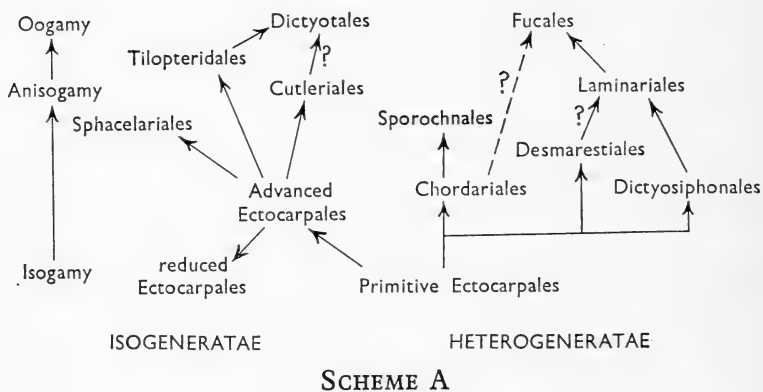 Oogamy
Dictyotales
Fucales
?
Tilopteridales
?
Anisogamy
Cutleriales
Laminariales
Sphacelariales
Sporochnales
?
Desmarestiales
Advanced
Ectocarpales
Chordariales
Dictyosiphonales
Isogamy
reduced
Ectocarpales
Primitive Ectocarpales
ISOGENERATAE
HETEROGENERATAE
SCHEME A